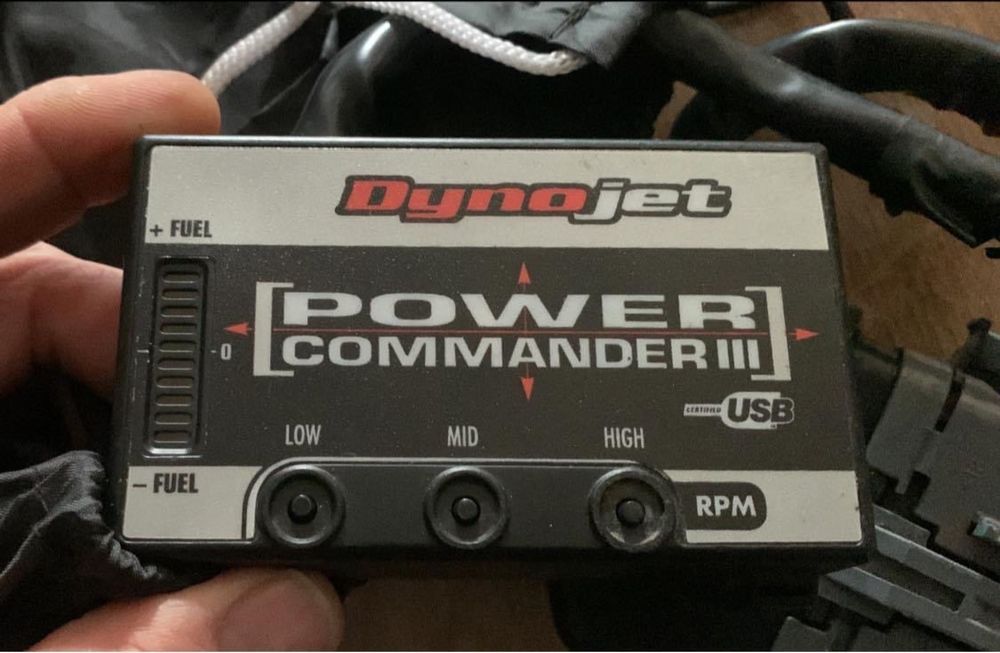 Dynojet
+ FUEL
POWER
COMMANDER III
-0
CERTIFIED USB
LOW MID HIGH
- FUEL
RPM